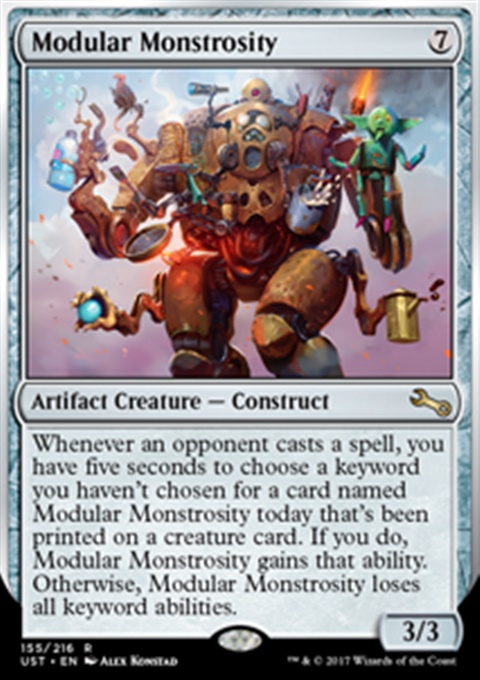 Modular Monstrosity 7
Artifact Creature — Construct
Whenever an opponent casts a spell, you
have five seconds to choose a keyword
you haven't chosen for a card named
Modular Monstrosity today that's been
printed on a creature card. If you do,
Modular Monstrosity gains that ability.
Otherwise, Modular Monstrosity loses
all keyword abilities.
3/3
155/216 R
UST • EN Alex Konstad
™ & © 2017 Wizards of the Coast